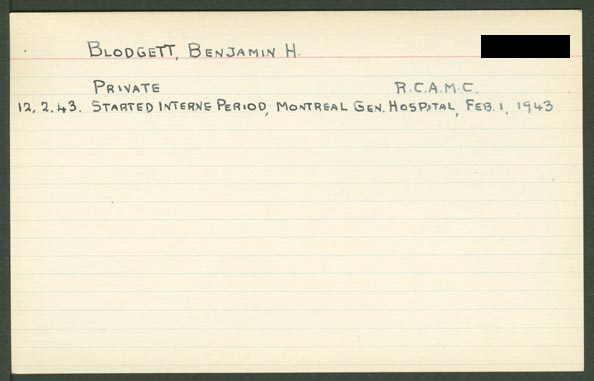 BLODGETT, BENJAMIN H.
PRIVATE R.C.A.M.C.
12.2.43. STARTED INTERNE PERIOD, MONTREAL GEN. HOSPITAL, FEB. 1, 1943